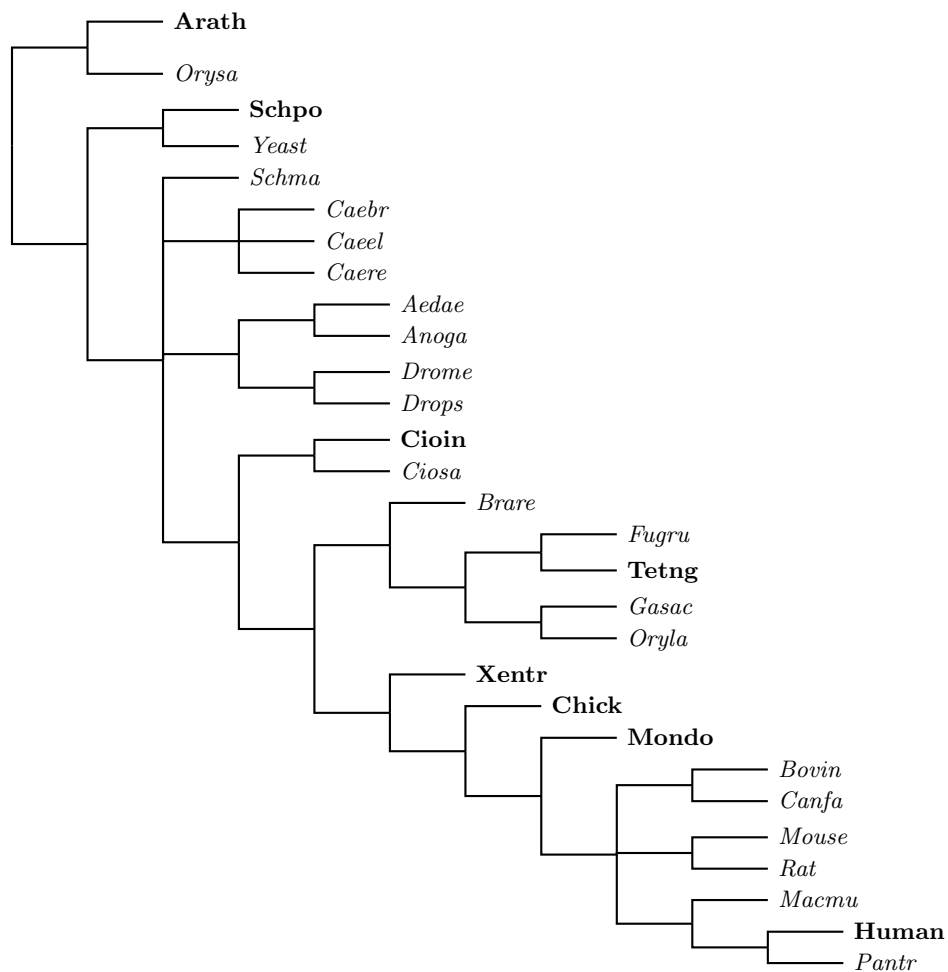 Arath
Orysa
Schpo
Yeast
Schma
Caebr
Caeel
Caere
Aedae
Anoga
Drome
Drops
Cioin
Ciosa
Brare
Fugru
Tetng
Gasac
Oryla
Xentr
Chick
Mondo
Bovin
Canfa
Mouse
Rat
Macmu
Human
Pantr